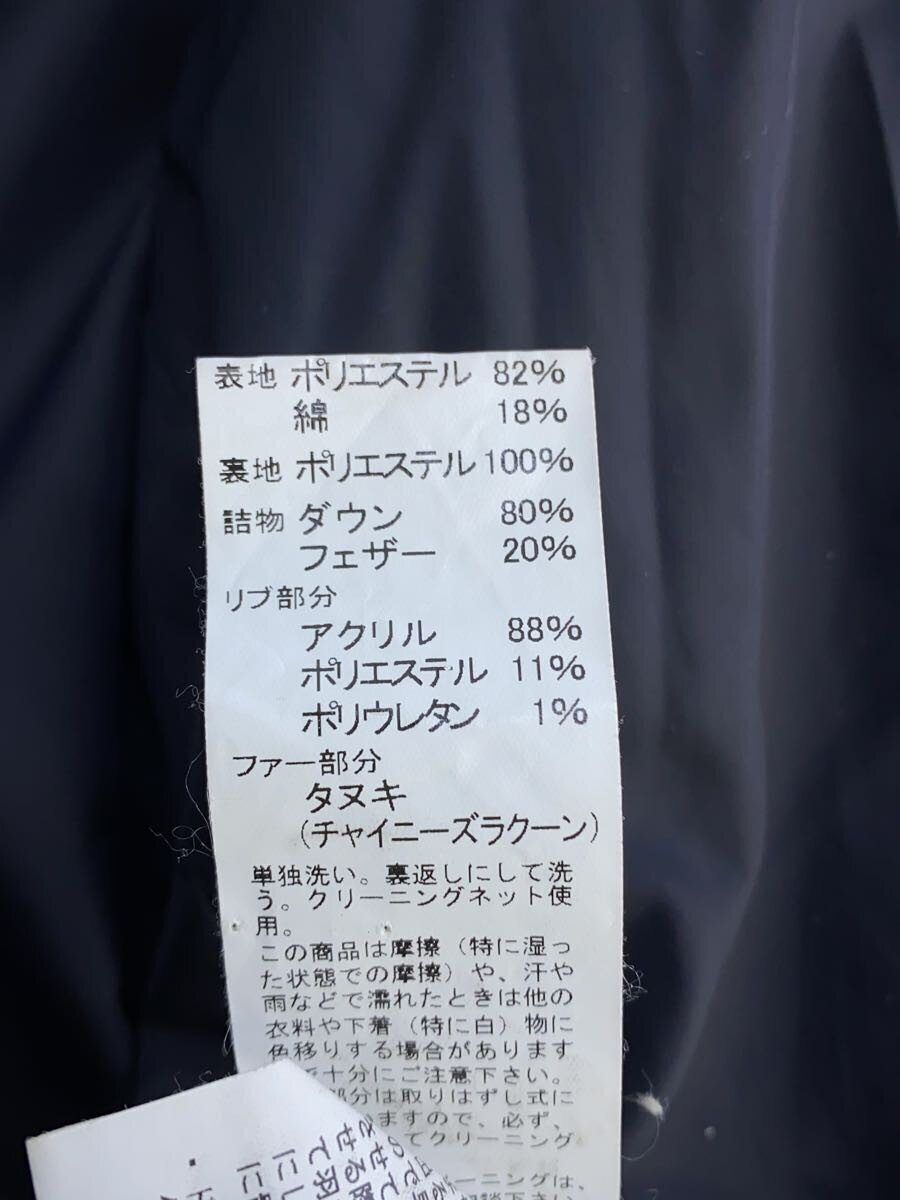 表地 ポリエステル 82%
綿 18%
裏地 ポリエステル 100%
詰物 ダウン 80%
フェザー 20%
リブ部分
アクリル 88%
ポリエステル 11%
ポリウレタン 1%
ファー部分
タヌキ
(チャイニーズラクーン)
単独洗い。裏返しにして洗
う。クリーニングネット使
用。
この商品は摩擦(特に湿っ
た状態での摩擦)や、汗や
雨などで濡れたときは他の
衣料や下着(特に白)物に
色移りする場合があります
で十分にご注意下さい。
部分は取りはずし式に
ますので、必ず、
てクリーニング
ーニングは、